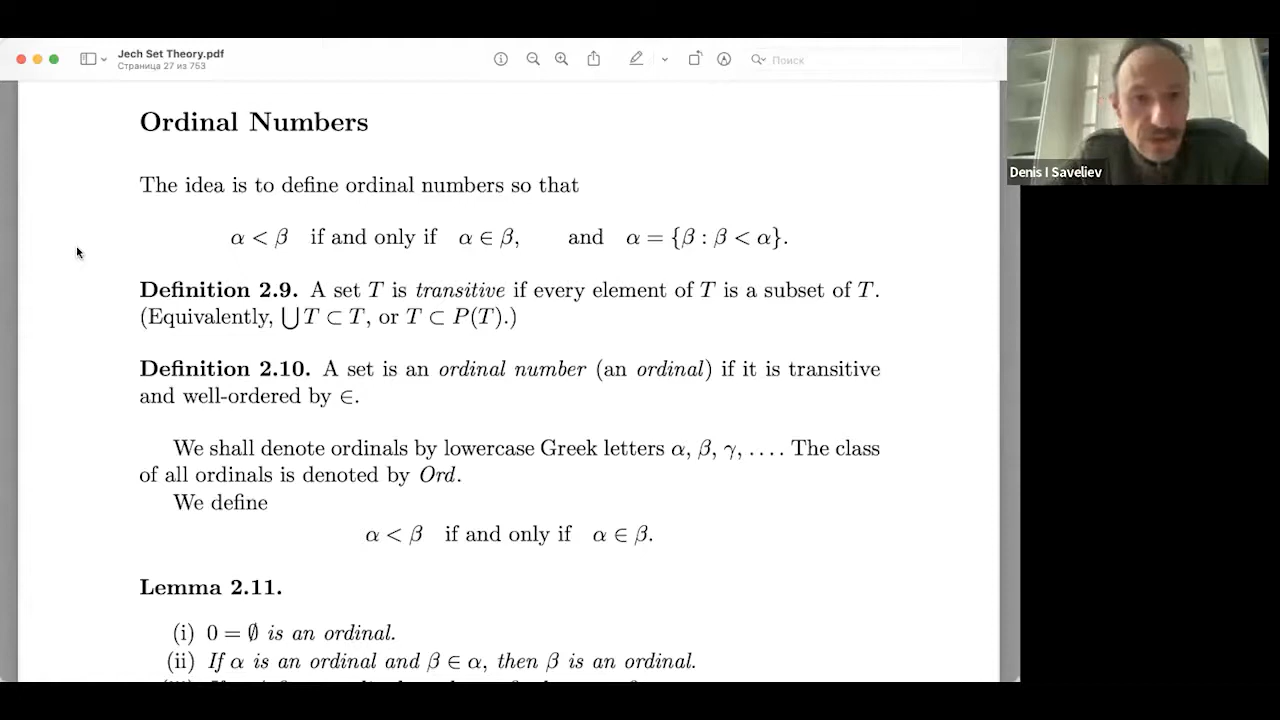 Jech Set Theory.pdf
Страница 27 из 753
Поиск
Denis I Saveliev
Ordinal Numbers
The idea is to define ordinal numbers so that
α < β if and only if α ∈ β, and α = {β : β < α}.
Definition 2.9. A set T is transitive if every element of T is a subset of T.
(Equivalently, ⋃T ⊂ T, or T ⊂ P(T).)
Definition 2.10. A set is an ordinal number (an ordinal) if it is transitive
and well-ordered by ∈.
We shall denote ordinals by lowercase Greek letters α, β, γ, .... The class
of all ordinals is denoted by Ord.
We define
α < β if and only if α ∈ β.
Lemma 2.11.
(i) 0 = ∅ is an ordinal.
(ii) If α is an ordinal and β ∈ α, then β is an ordinal.